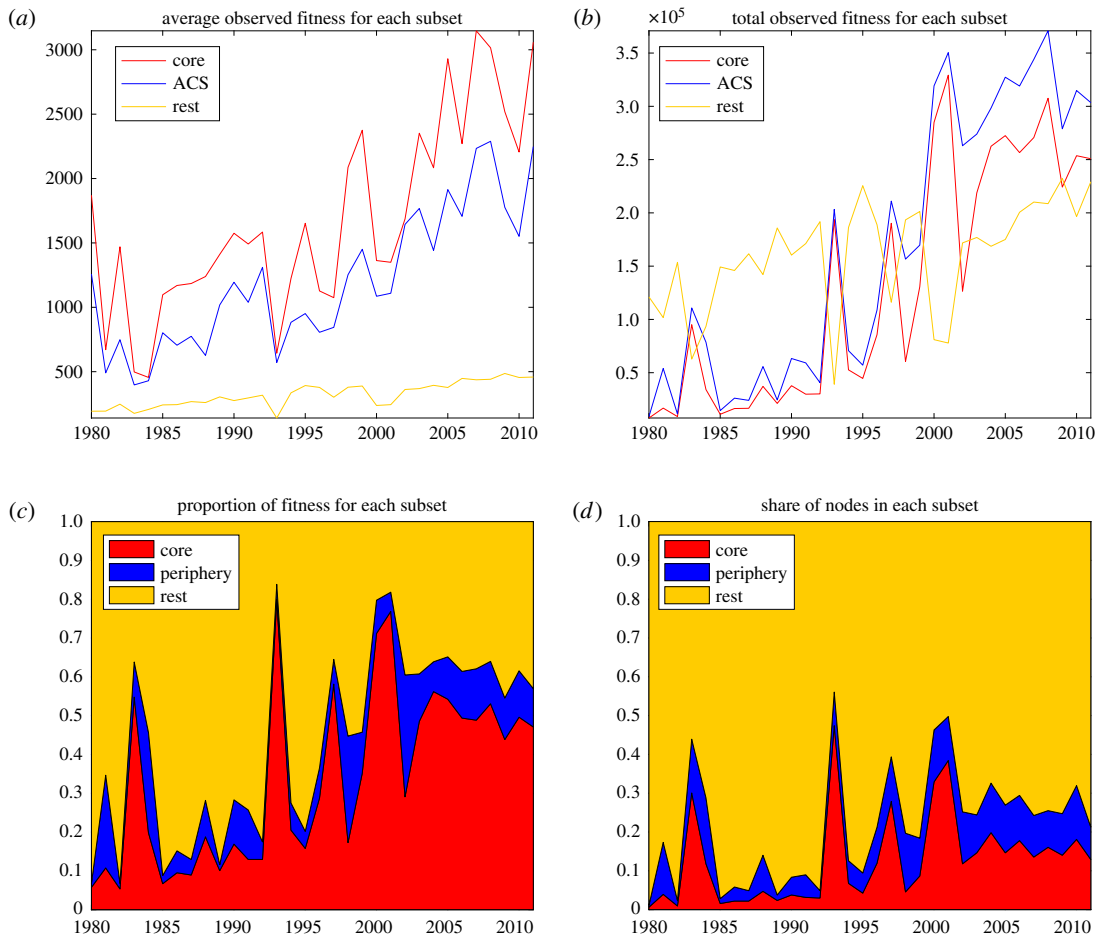 (a)
average observed fitness for each subset
3000
2500
2000
1500
1000
500
core
ACS
rest
1980 1985 1990 1995 2000 2005 2010
(b)
total observed fitness for each subset
×10⁵
3.5
3.0
2.5
2.0
1.5
1.0
0.5
core
ACS
rest
1980 1985 1990 1995 2000 2005 2010
(c)
proportion of fitness for each subset
1.0
0.9
0.8
0.7
0.6
0.5
0.4
0.3
0.2
0.1
0
core
periphery
rest
1980 1985 1990 1995 2000 2005 2010
(d)
share of nodes in each subset
1.0
0.9
0.8
0.7
0.6
0.5
0.4
0.3
0.2
0.1
0
core
periphery
rest
1980 1985 1990 1995 2000 2005 2010